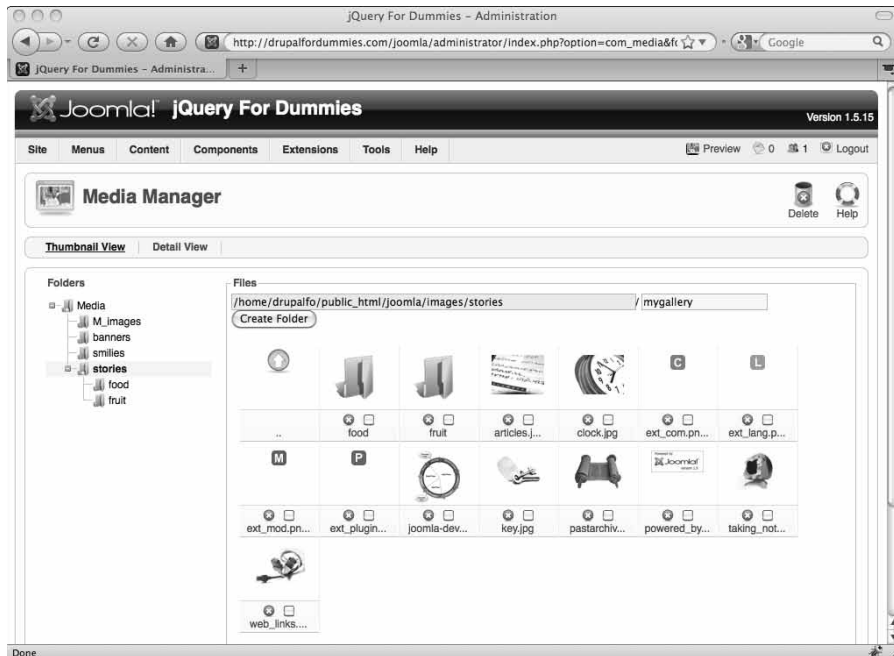 jQuery For Dummies – Administration
http://drupalfordummies.com/joomla/administrator/index.php?option=com_media&fo
Google
jQuery For Dummies – Administra...
+
Joomla! jQuery For Dummies
Version 1.5.15
Site Menus Content Components Extensions Tools Help
Preview 0 1 Logout
Media Manager
Delete Help
Thumbnail View Detail View
Folders
Media
M_images
banners
smilies
stories
food
fruit
Files
/home/drupalfo/public_html/joomla/images/stories / mygallery
Create Folder
C L
.. food fruit articles.j... clock.jpg ext_com.pn... ext_lang.p...
M P
Joomla!
ext_mod.pn... ext_plugin... joomla-dev... key.jpg pastarchiv... powered_by... taking_not...
web_links....
Done